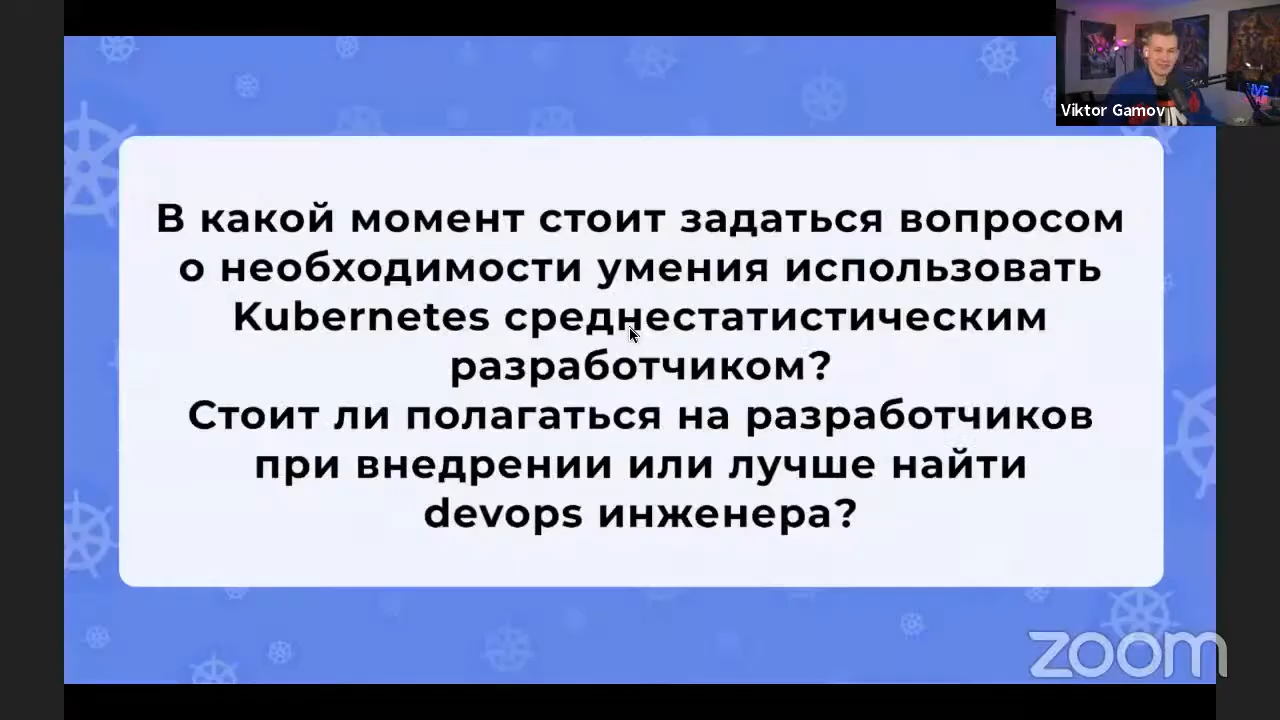 Viktor Gamov
В какой момент стоит задаться вопросом
о необходимости умения использовать
Kubernetes среднестатистическим
разработчиком?
Стоит ли полагаться на разработчиков
при внедрении или лучше найти
devops инженера?
zoom